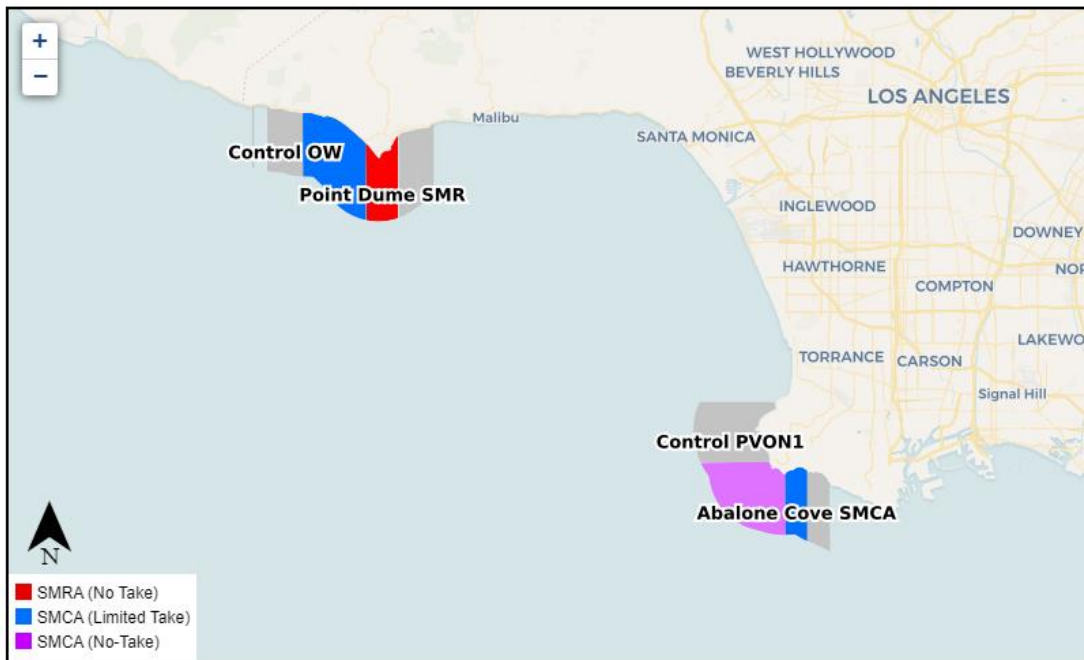 +
−
WEST HOLLYWOOD
BEVERLY HILLS
LOS ANGELES
Malibu
SANTA MONICA
Control OW
Point Dume SMR
INGLEWOOD
DOWNEY
HAWTHORNE
NOR
COMPTON
LAKEWO
TORRANCE
CARSON
Signal Hill
Control PVON1
Abalone Cove SMCA
N
SMRA (No Take)
SMCA (Limited Take)
SMCA (No-Take)